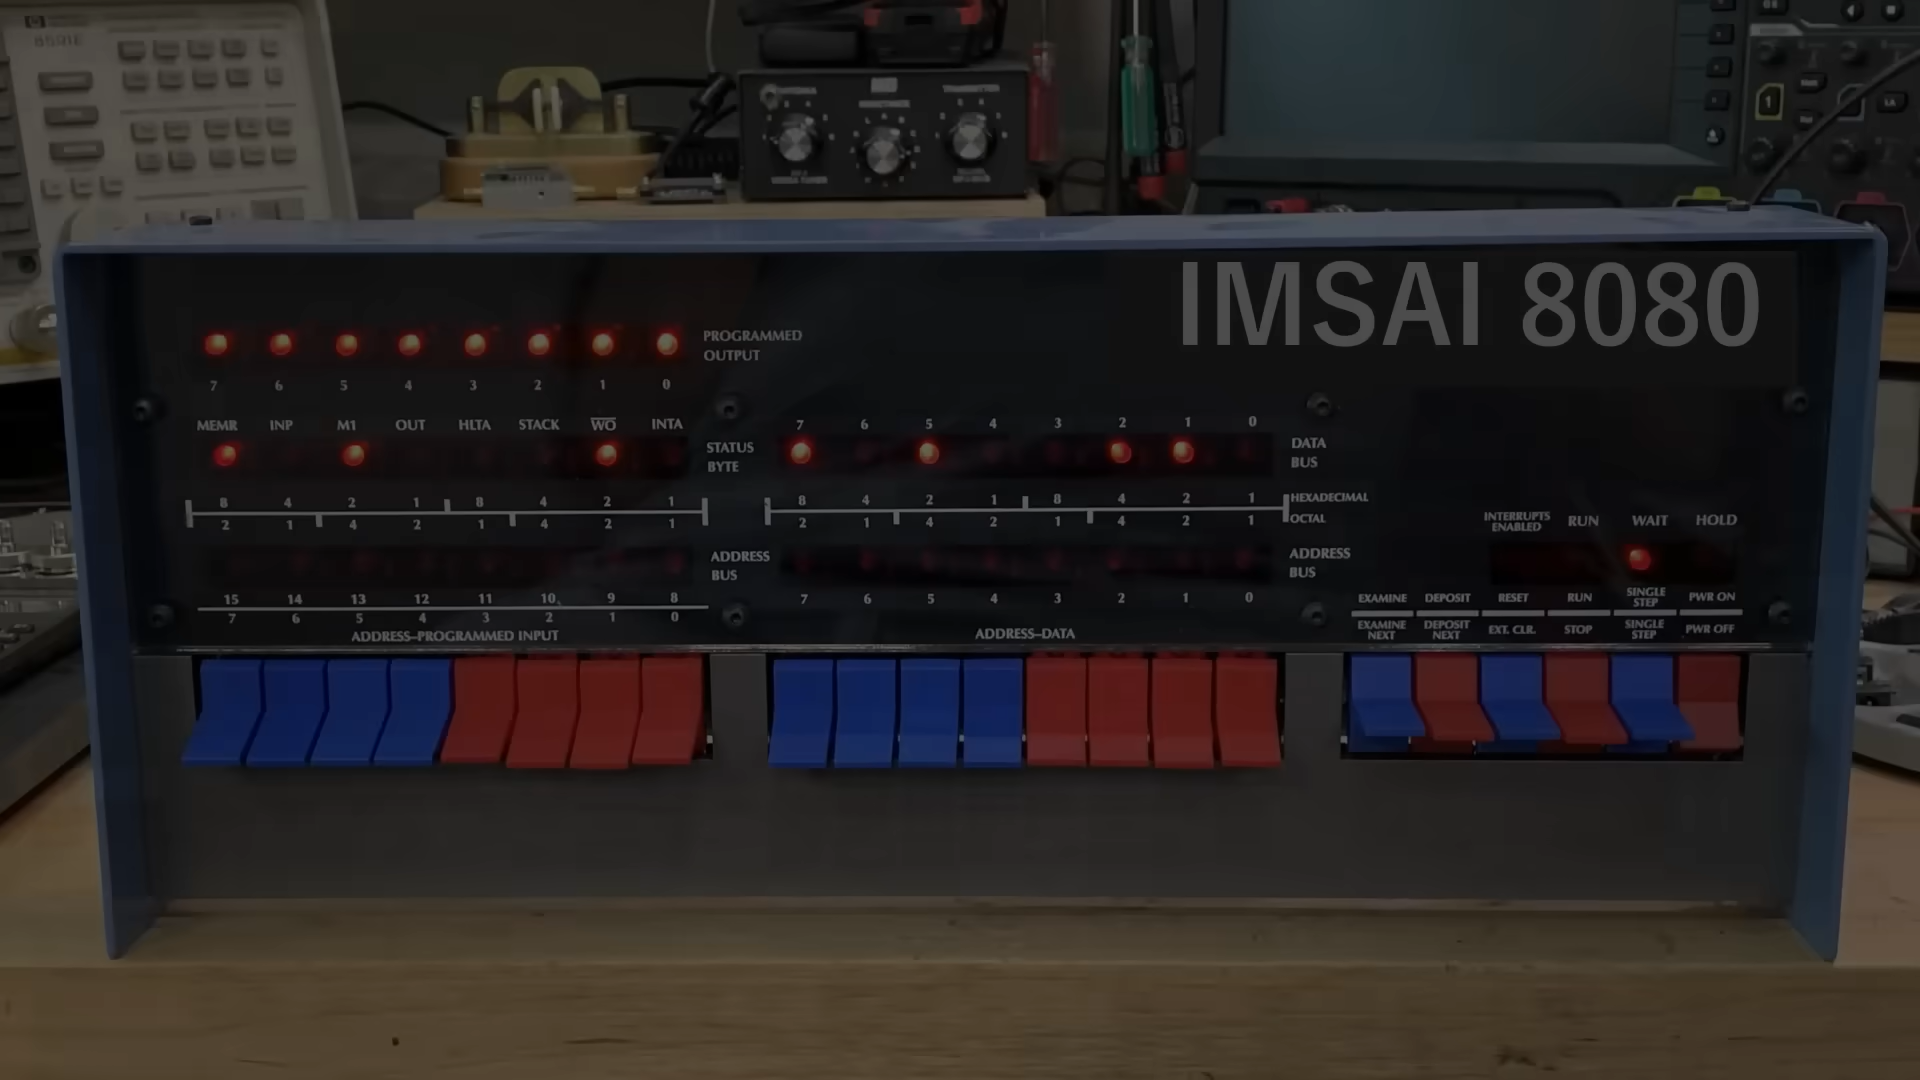 8591E
IMSAI 8080
PROGRAMMED
OUTPUT
7 6 5 4 3 2 1 0
MEMR INP M1 OUT HLTA STACK WO INTA
STATUS
BYTE
7 6 5 4 3 2 1 0
DATA
BUS
8 4 2 1 8 4 2 1
2 1 4 2 1 4 2 1
8 4 2 1 8 4 2 1
HEXADECIMAL
2 1 4 2 1 4 2 1
OCTAL
INTERRUPTS
ENABLED
RUN
WAIT
HOLD
ADDRESS
BUS
ADDRESS
BUS
15 14 13 12 11 10 9 8
7 6 5 4 3 2 1 0
ADDRESS–PROGRAMMED INPUT
7 6 5 4 3 2 1 0
ADDRESS–DATA
EXAMINE
EXAMINE
NEXT
DEPOSIT
DEPOSIT
NEXT
RESET
EXT. CLR.
RUN
STOP
SINGLE
STEP
SINGLE
STEP
PWR ON
PWR OFF